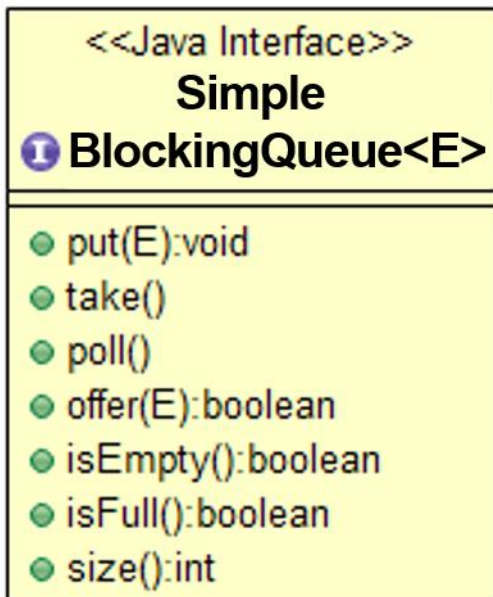 <<Java Interface>>
Simple
I BlockingQueue<E>
put(E):void
take()
poll()
offer(E):boolean
isEmpty():boolean
isFull():boolean
size():int